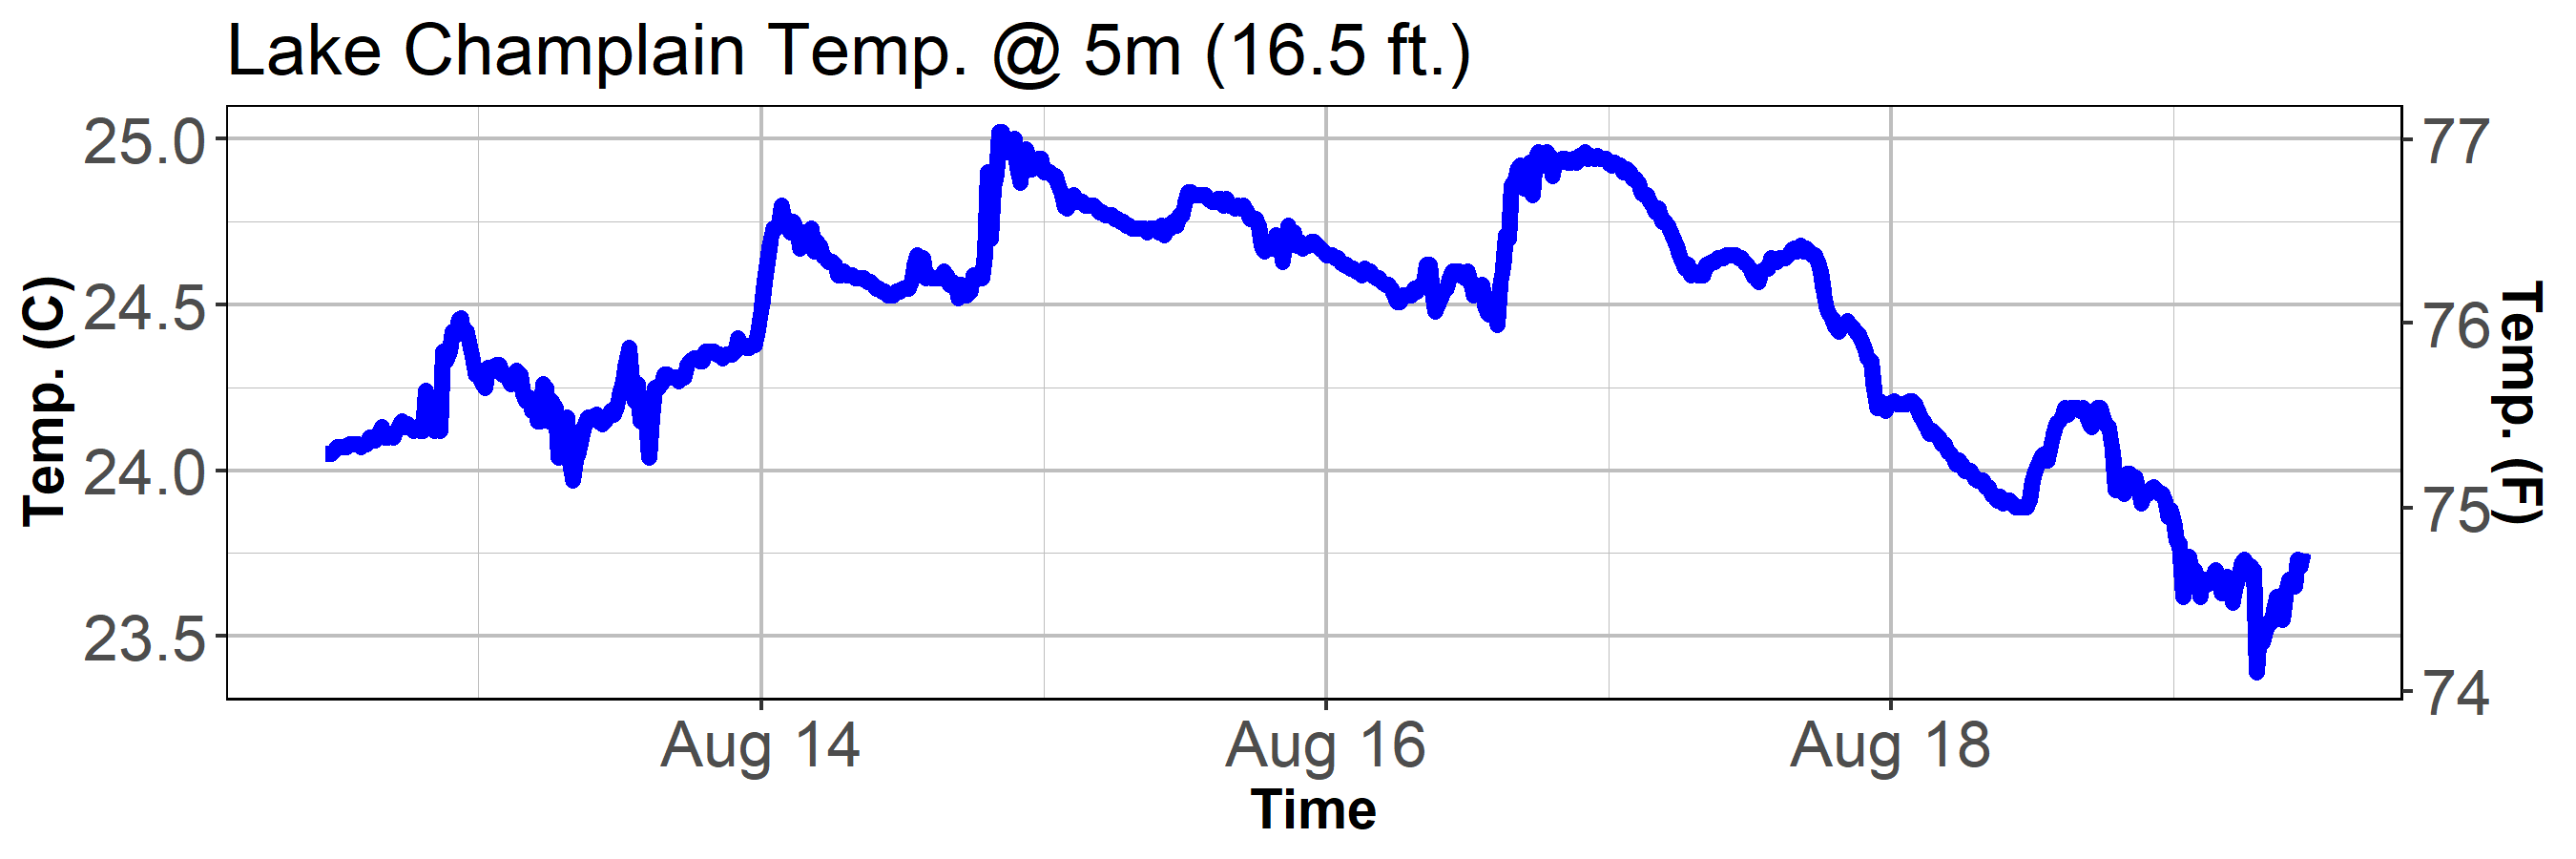 Lake Champlain Temp. @ 5m (16.5 ft.)
Temp. (C)
25.0
24.5
24.0
23.5
77
76
75
74
Temp. (F)
Aug 14
Aug 16
Aug 18
Time